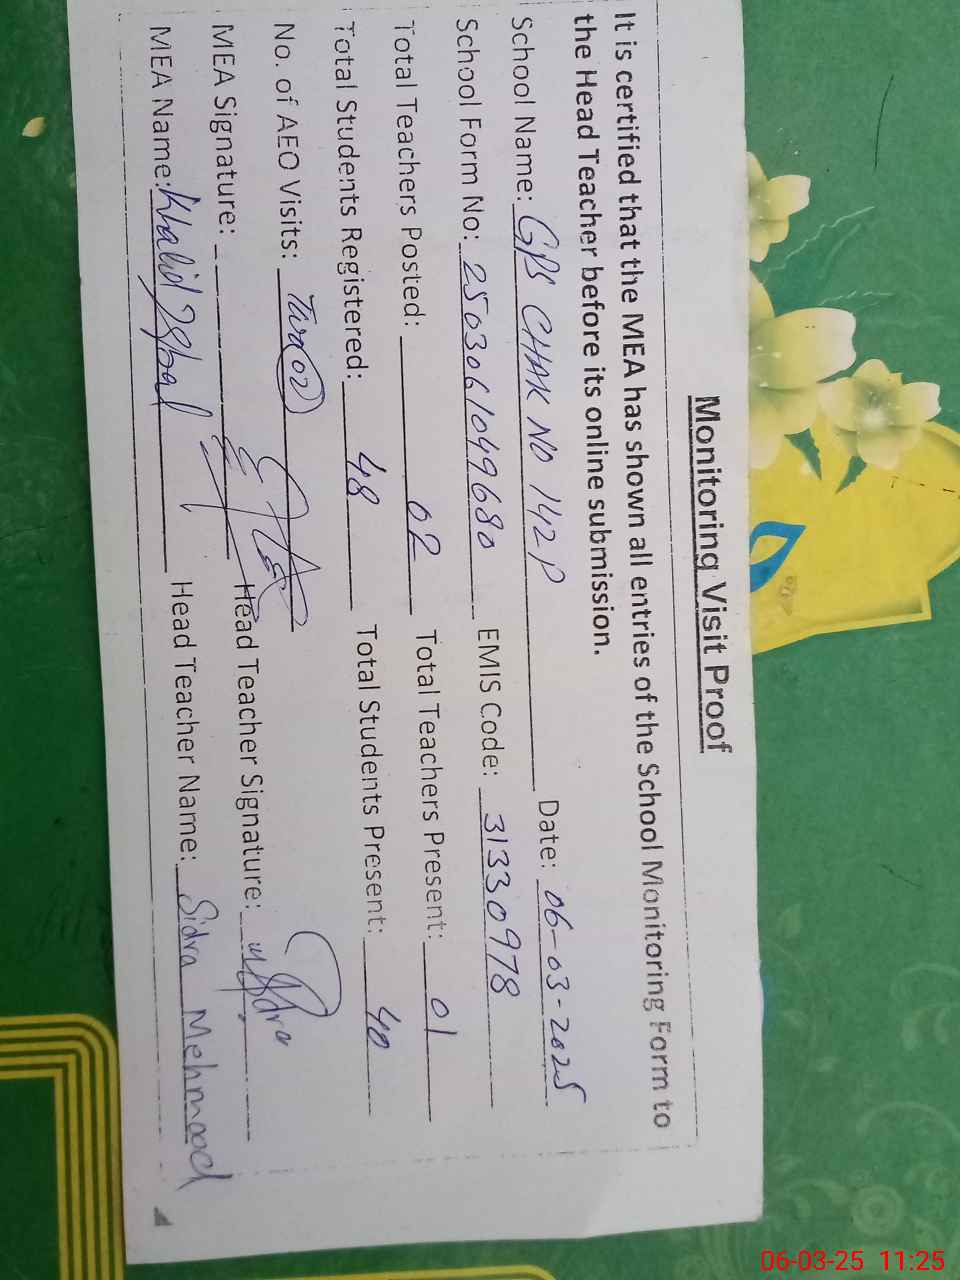 Monitoring Visit Proof
It is certified that the MEA has shown all entries of the School Monitoring Form to
the Head Teacher before its online submission.
School Name: GPS CHAK NO 142 P Date: 06-03-2025
School Form No: 2503061049680 EMIS Code: 31330978
Total Teachers Posted: 02 Total Teachers Present: 01
Total Students Registered: 48 Total Students Present: 40
No. of AEO Visits: Two (02)
MEA Signature: Head Teacher Signature: Sidra
MEA Name: Khalid Iqbal Head Teacher Name: Sidra Mehmood
06-03-25 11:25